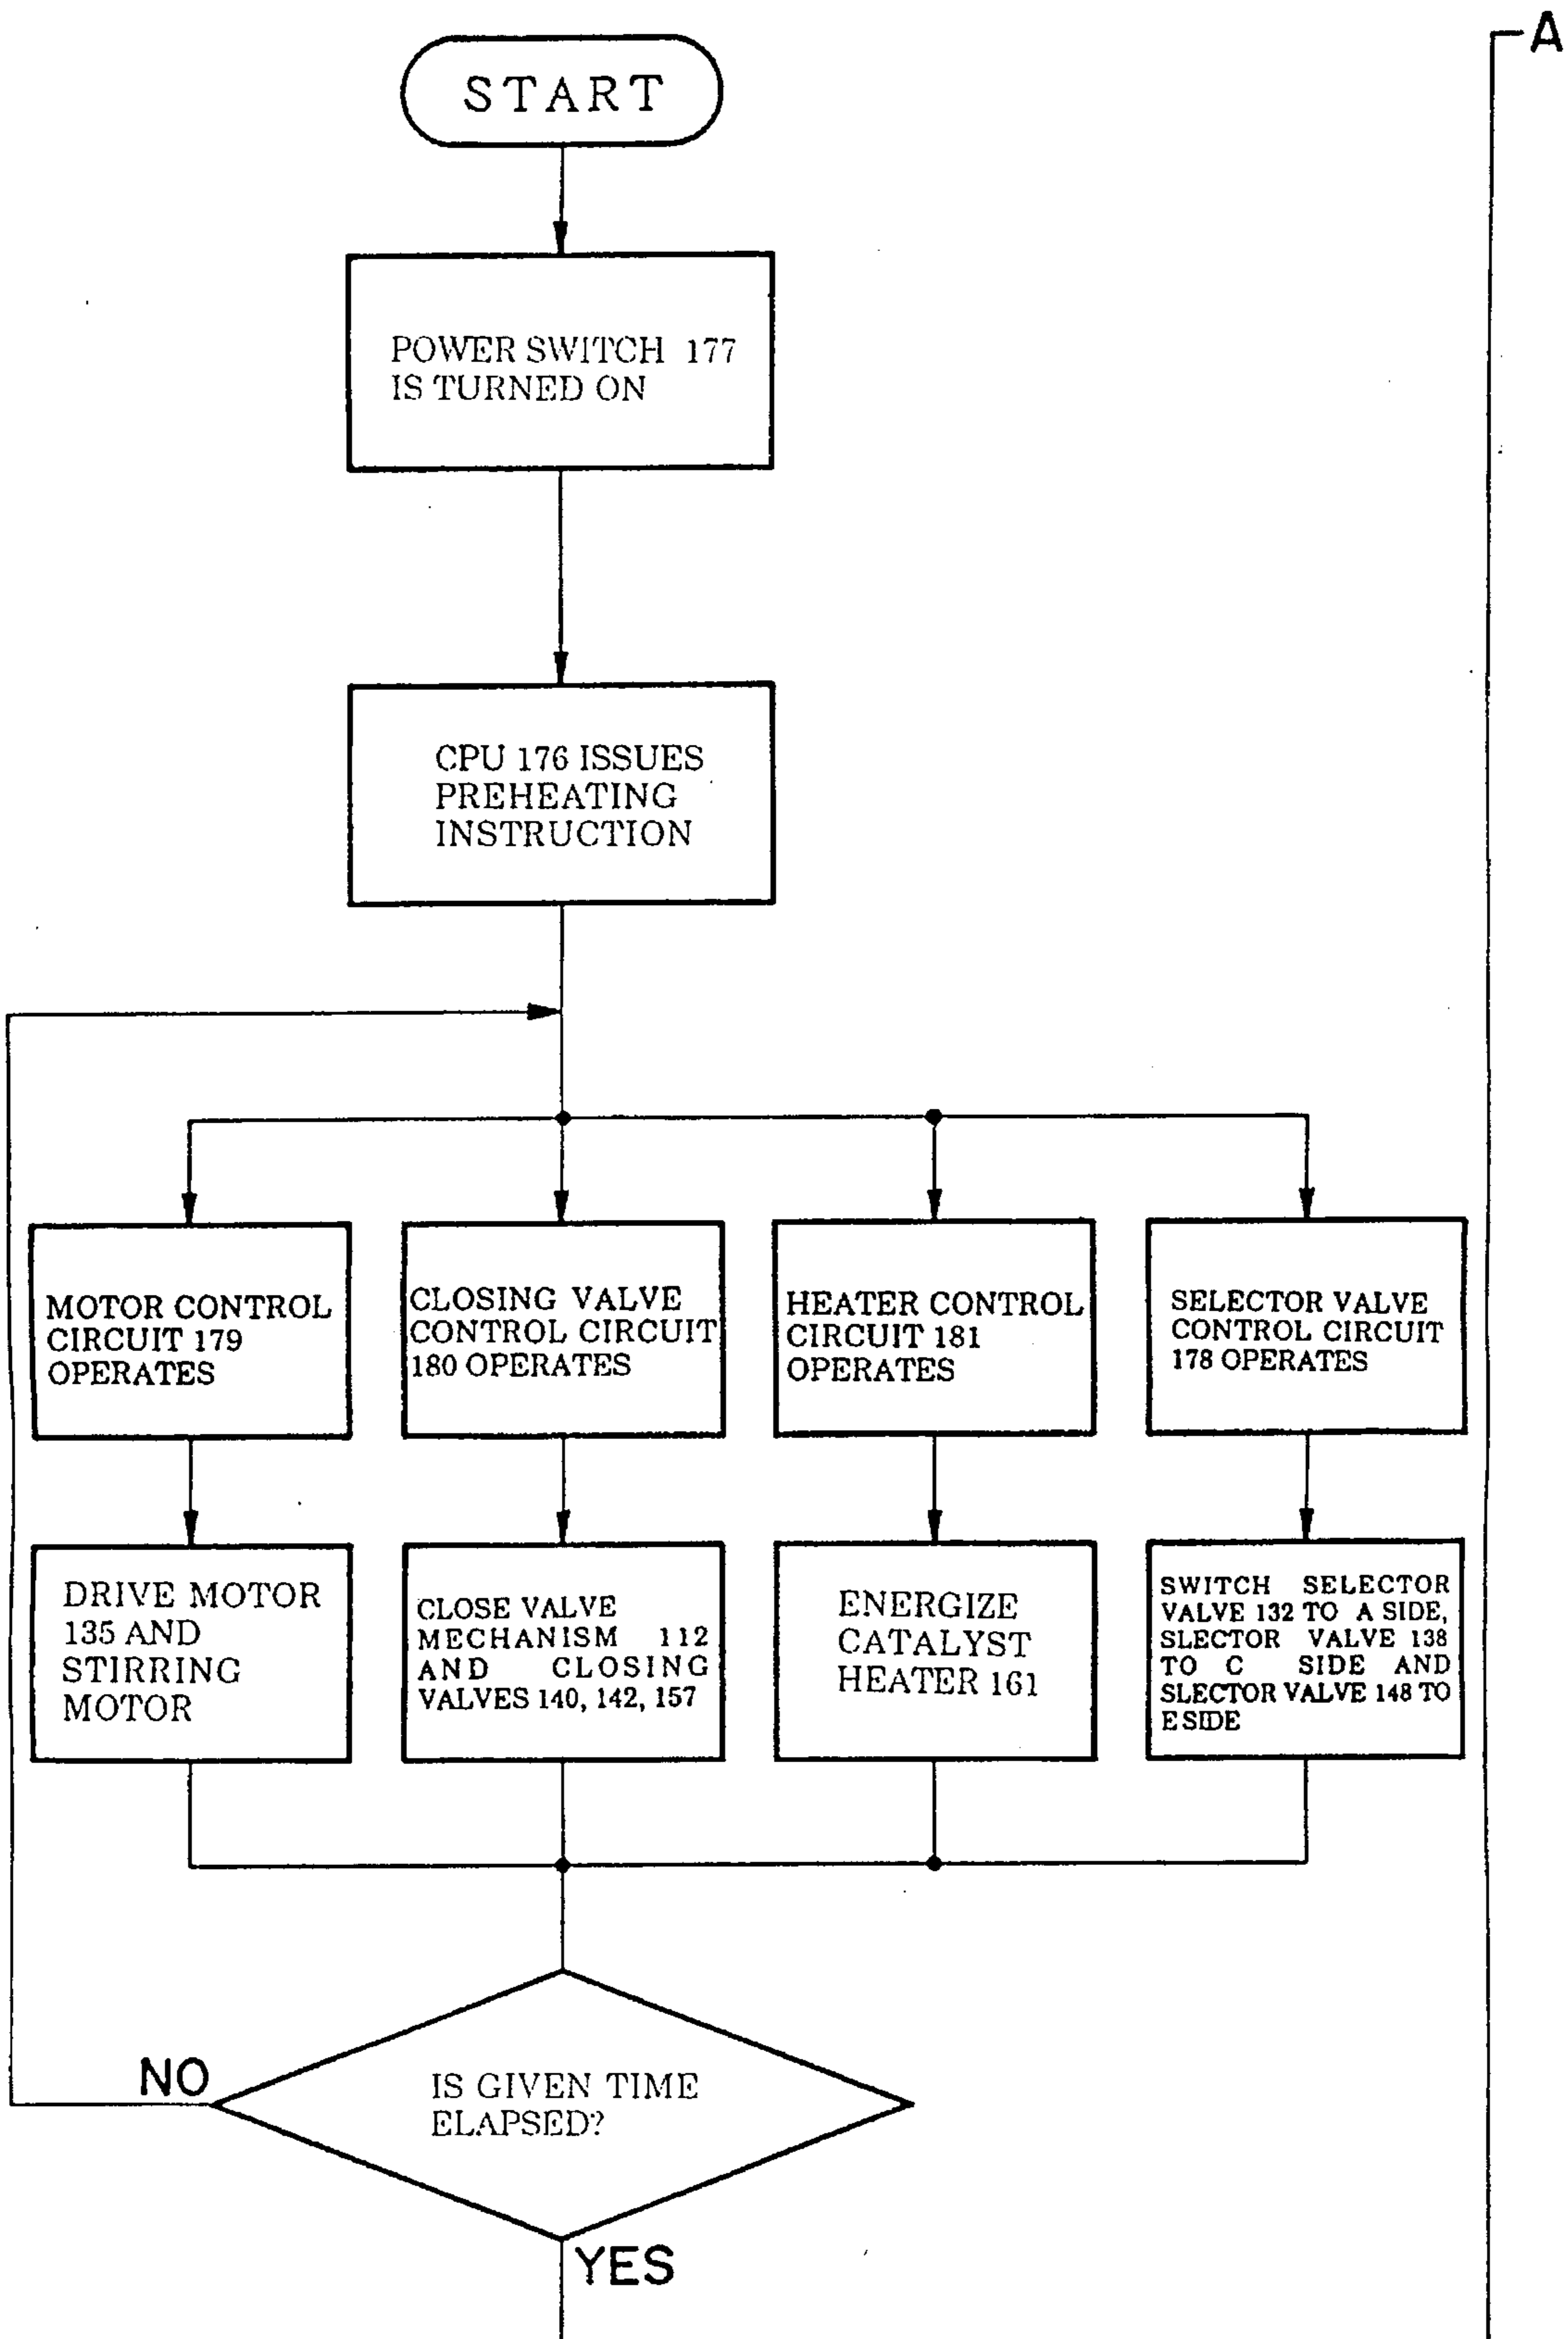 A
START
POWER SWITCH 177
IS TURNED ON
CPU 176 ISSUES
PREHEATING
INSTRUCTION
MOTOR CONTROL
CIRCUIT 179
OPERATES
CLOSING VALVE
CONTROL CIRCUIT
180 OPERATES
HEATER CONTROL
CIRCUIT 181
OPERATES
SELECTOR VALVE
CONTROL CIRCUIT
178 OPERATES
DRIVE MOTOR
135 AND
STIRRING
MOTOR
CLOSE VALVE
MECHANISM 112
AND CLOSING
VALVES 140, 142, 157
ENERGIZE
CATALYST
HEATER 161
SWITCH SELECTOR
VALVE 132 TO A SIDE,
SLECTOR VALVE 138
TO C SIDE AND
SLECTOR VALVE 148 TO
E SIDE
NO
IS GIVEN TIME
ELAPSED?
YES